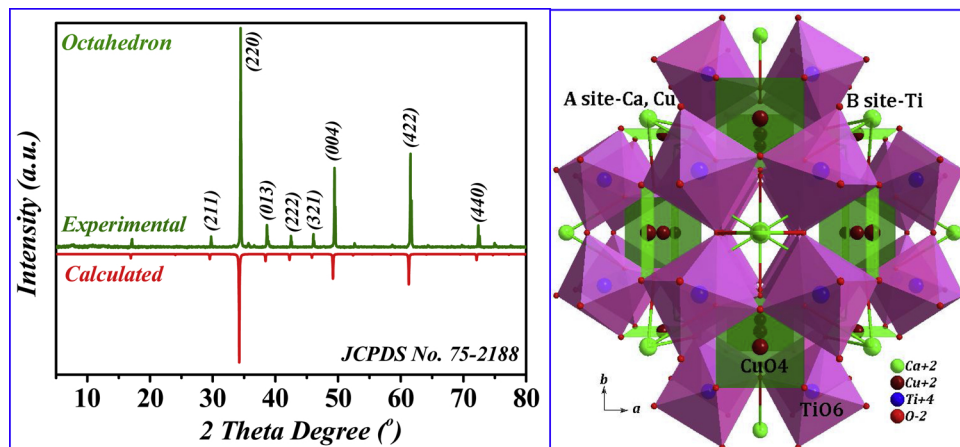 Octahedron
(220)
(422)
(004)
(013)
(211)
(222)
(321)
(440)
Experimental
Calculated
JCPDS No. 75-2188
Intensity (a.u.)
10 20 30 40 50 60 70 80
2 Theta Degree (º)
A site-Ca, Cu
B site-Ti
CuO4
TiO6
b
a
Ca+2
Cu+2
Ti+4
O-2